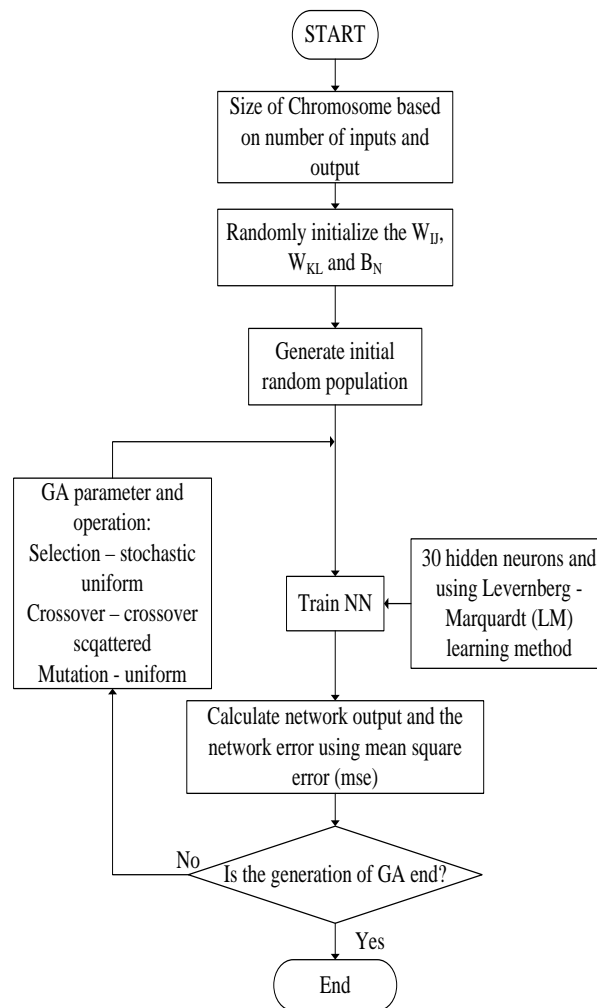 START
Size of Chromosome based
on number of inputs and
output
Randomly initialize the W_IJ,
W_KL and B_N
Generate initial
random population
GA parameter and
operation:
Selection – stochastic
uniform
Crossover – crossover
scqattered
Mutation - uniform
Train NN
30 hidden neurons and
using Levernberg -
Marquardt (LM)
learning method
Calculate network output and the
network error using mean square
error (mse)
No
Is the generation of GA end?
Yes
End